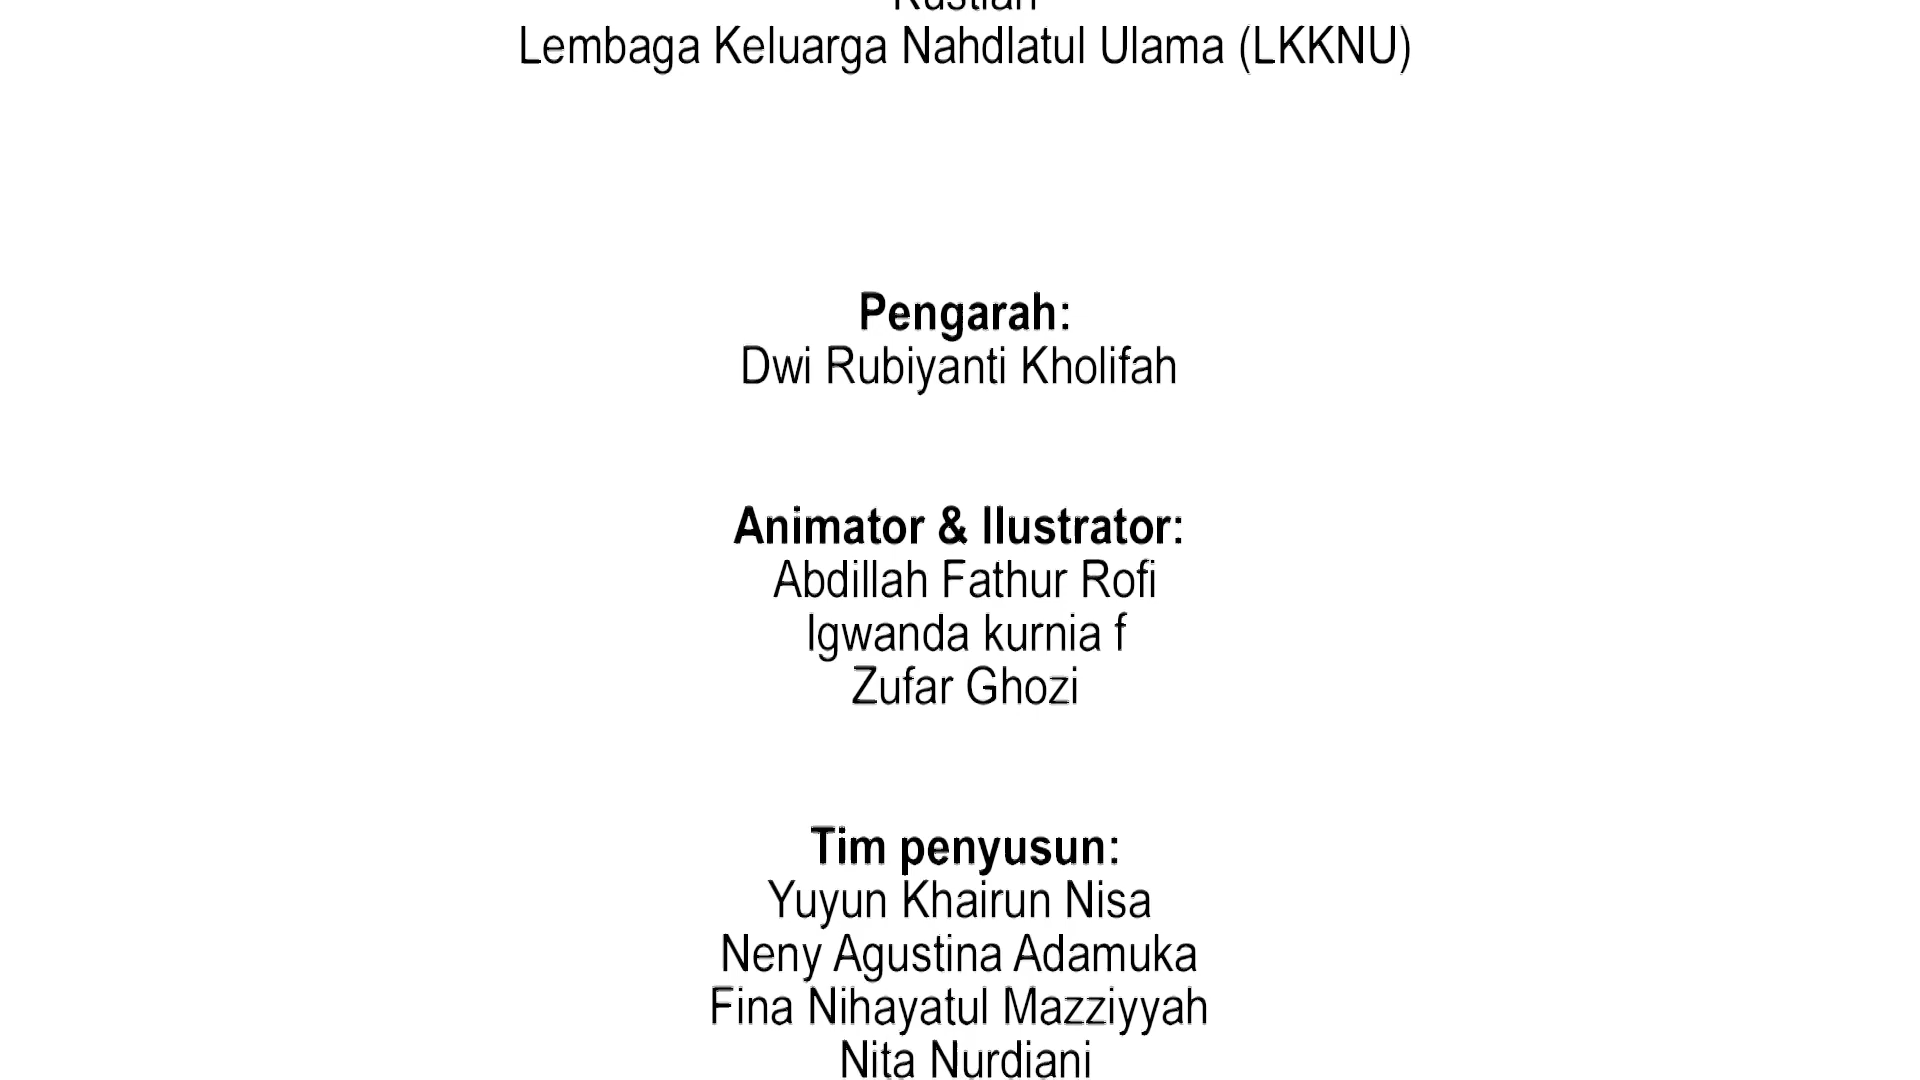 Lembaga Keluarga Nahdlatul Ulama (LKKNU)
Pengarah:
Dwi Rubiyanti Kholifah
Animator & Ilustrator:
Abdillah Fathur Rofi
Igwanda kurnia f
Zufar Ghozi
Tim penyusun:
Yuyun Khairun Nisa
Neny Agustina Adamuka
Fina Nihayatul Mazziyyah
Nita Nurdiani